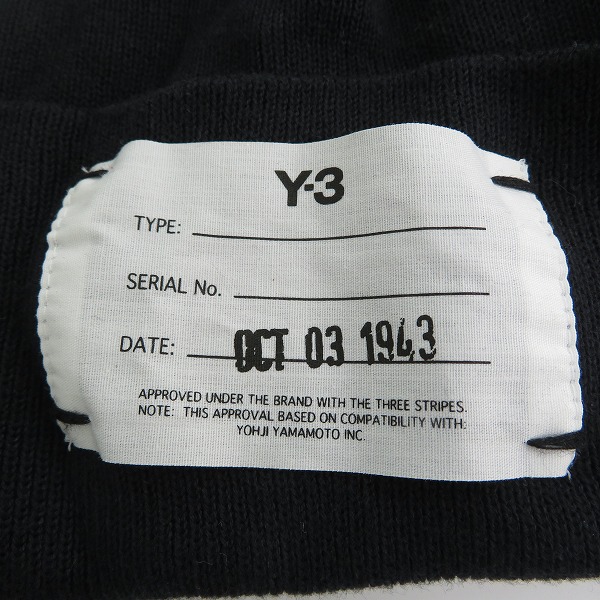 Y-3
TYPE:
SERIAL No.
DATE: OCT 03 1943
APPROVED UNDER THE BRAND WITH THE THREE STRIPES.
NOTE: THIS APPROVAL BASED ON COMPATIBILITY WITH:
YOHJI YAMAMOTO INC.